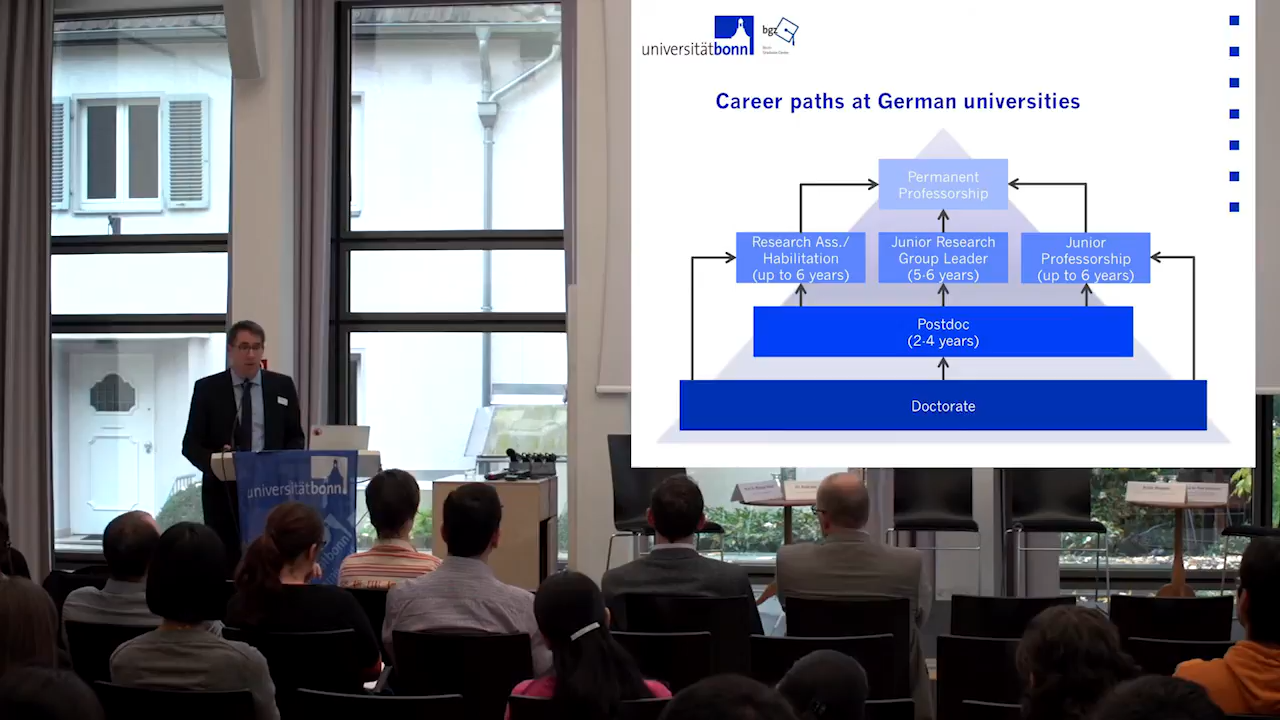 universitätbonn
bgz
Career paths at German universities
Permanent
Professorship
Research Ass./
Habilitation
(up to 6 years)
Junior Research
Group Leader
(5-6 years)
Junior
Professorship
(up to 6 years)
Postdoc
(2-4 years)
Doctorate
universitätbonn